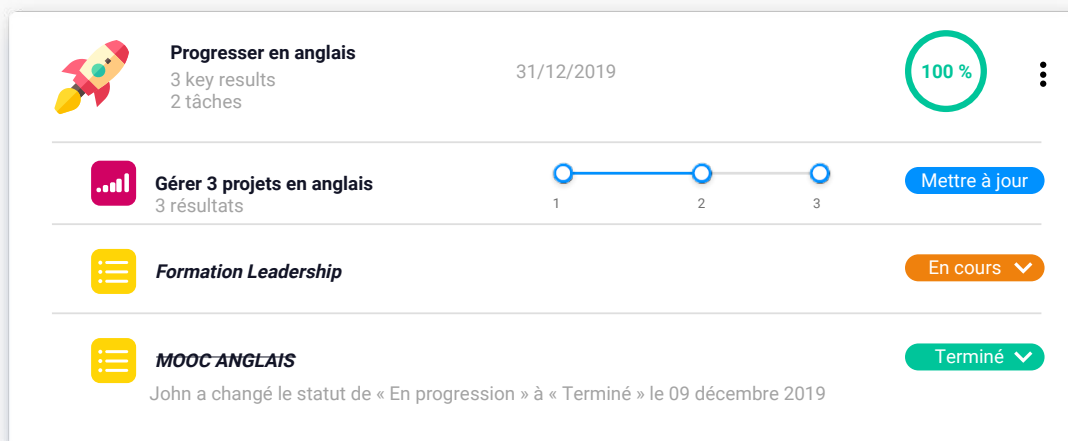 Progresser en anglais
3 key results
2 tâches
31/12/2019
100 %
Gérer 3 projets en anglais
3 résultats
1 2 3
Mettre à jour
Formation Leadership
En cours
MOOC ANGLAIS
Terminé
John a changé le statut de « En progression » à « Terminé » le 09 décembre 2019